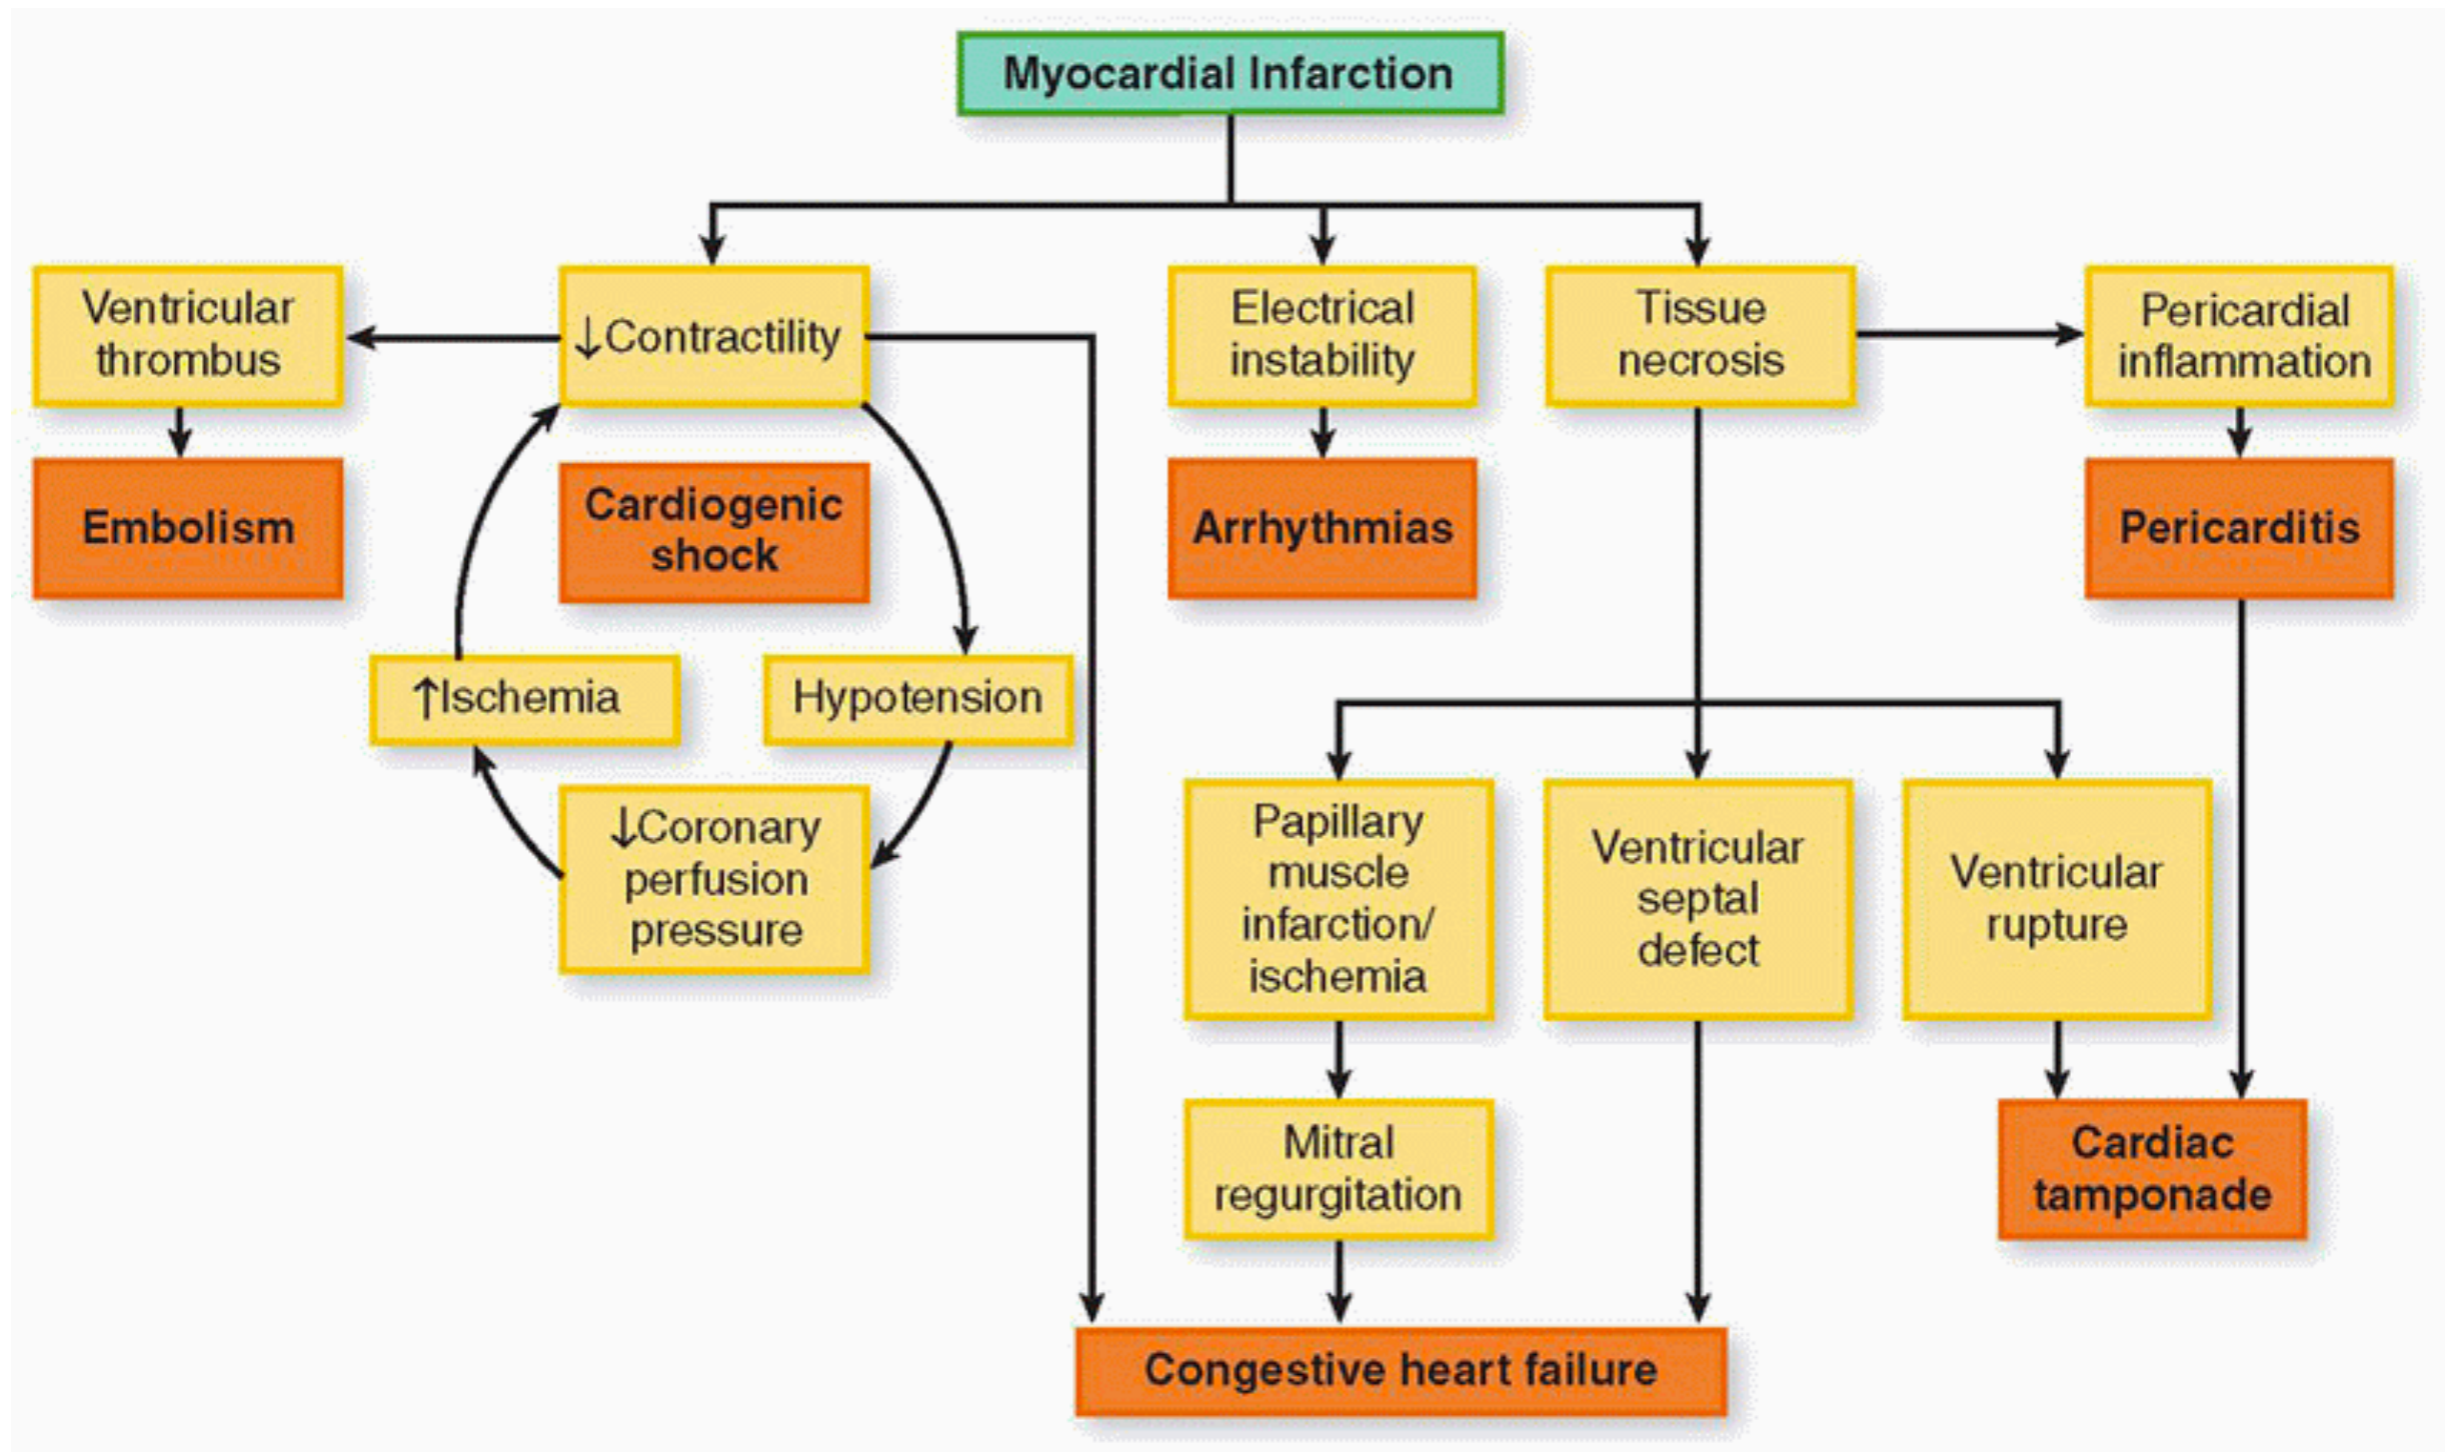 Myocardial Infarction
Ventricular
thrombus
↓Contractility
Electrical
instability
Tissue
necrosis
Pericardial
inflammation
Embolism
Cardiogenic
shock
Arrhythmias
Pericarditis
↑Ischemia
Hypotension
↓Coronary
perfusion
pressure
Papillary
muscle
infarction/
ischemia
Ventricular
septal
defect
Ventricular
rupture
Mitral
regurgitation
Cardiac
tamponade
Congestive heart failure